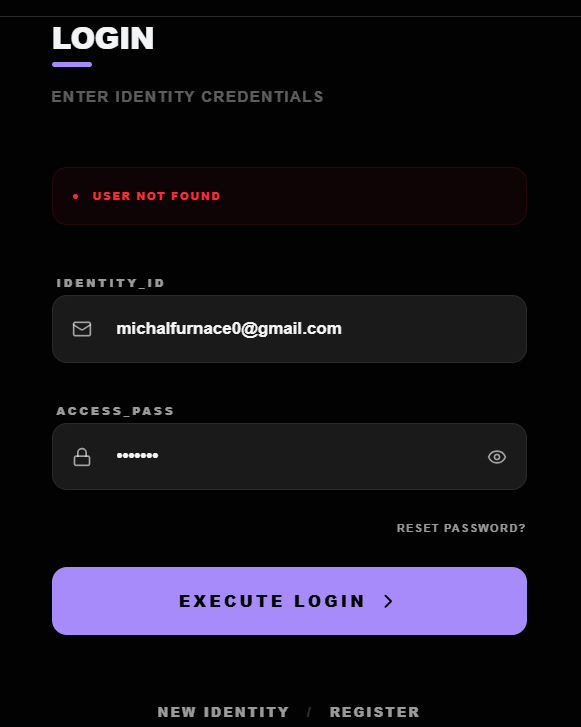 LOGIN
ENTER IDENTITY CREDENTIALS
USER NOT FOUND
IDENTITY_ID
michalfurnace0@gmail.com
ACCESS_PASS
•••••••
RESET PASSWORD?
EXECUTE LOGIN
NEW IDENTITY / REGISTER